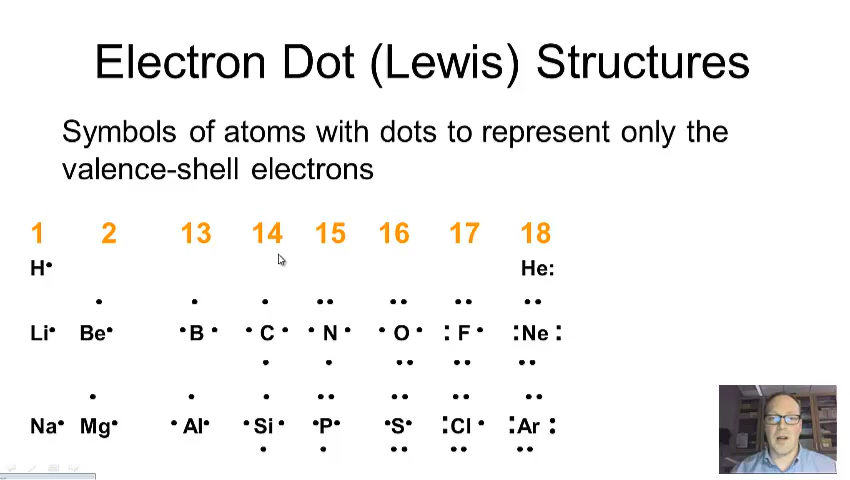 Electron Dot (Lewis) Structures
Symbols of atoms with dots to represent only the
valence-shell electrons
1 2 13 14 15 16 17 18
H• He:
Li• Be• •B• •C• •N• •O• :F• :Ne:
Na• Mg• •Al• •Si• •P• •S• :Cl• :Ar: